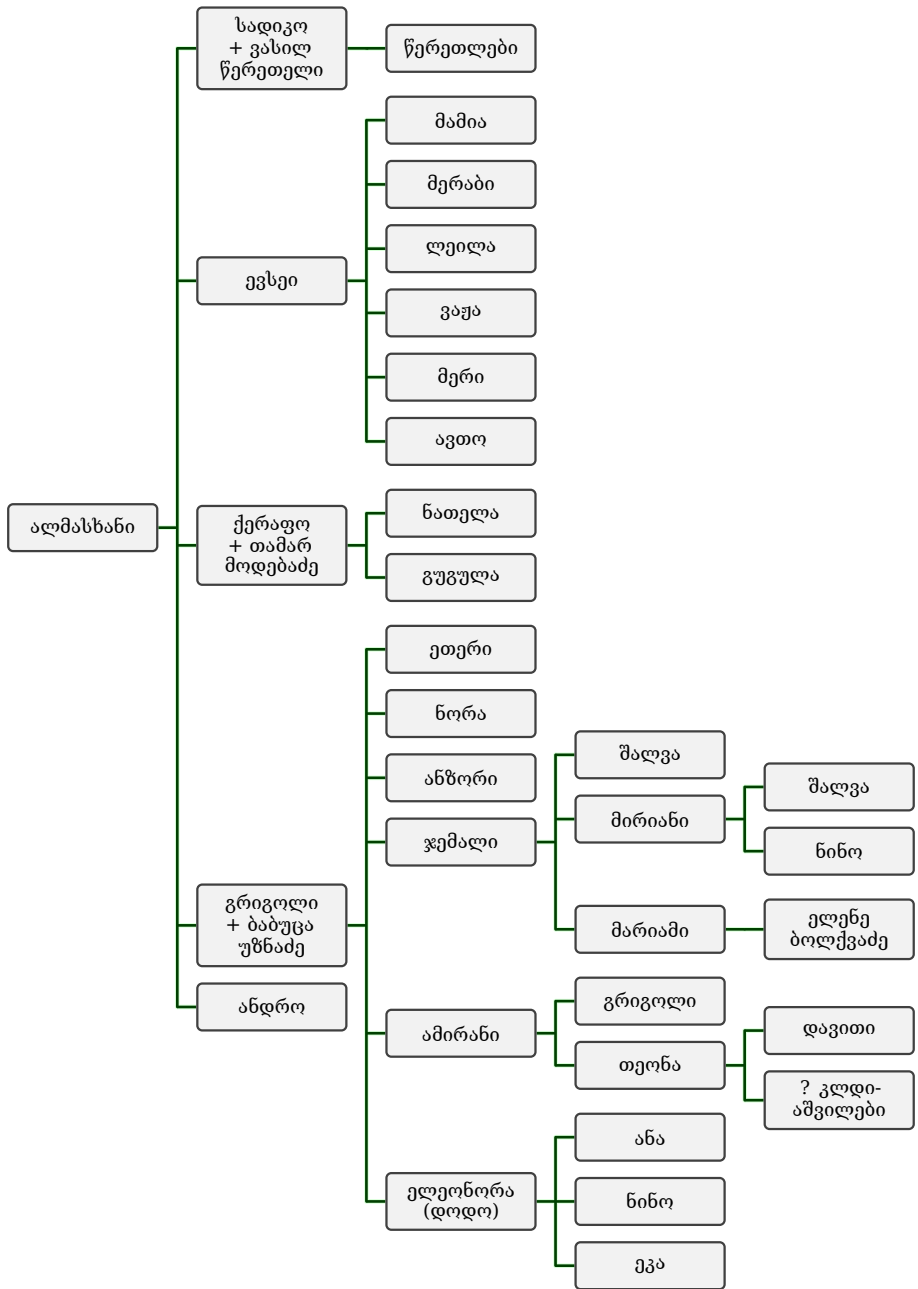 სადიკო
+ ვასილ
წერეთელი
წერეთლები
მამია
მერაბი
ლეილა
ევსეი
ვაჟა
მერი
ავთო
ალმასხანი
ქერაფო
+ თამარ
მოდებაძე
ნათელა
გუგულა
ეთერი
ნორა
ანზორი
ჯემალი
შალვა
მირიანი
შალვა
ნინო
მარიამი
ელენე
ბოლქვაძე
გრიგოლი
+ ბაბუცა
უზნაძე
ანდრო
ამირანი
გრიგოლი
თეონა
დავითი
? კლდი-
აშვილები
ელეონორა
(დოდო)
ანა
ნინო
ეკა